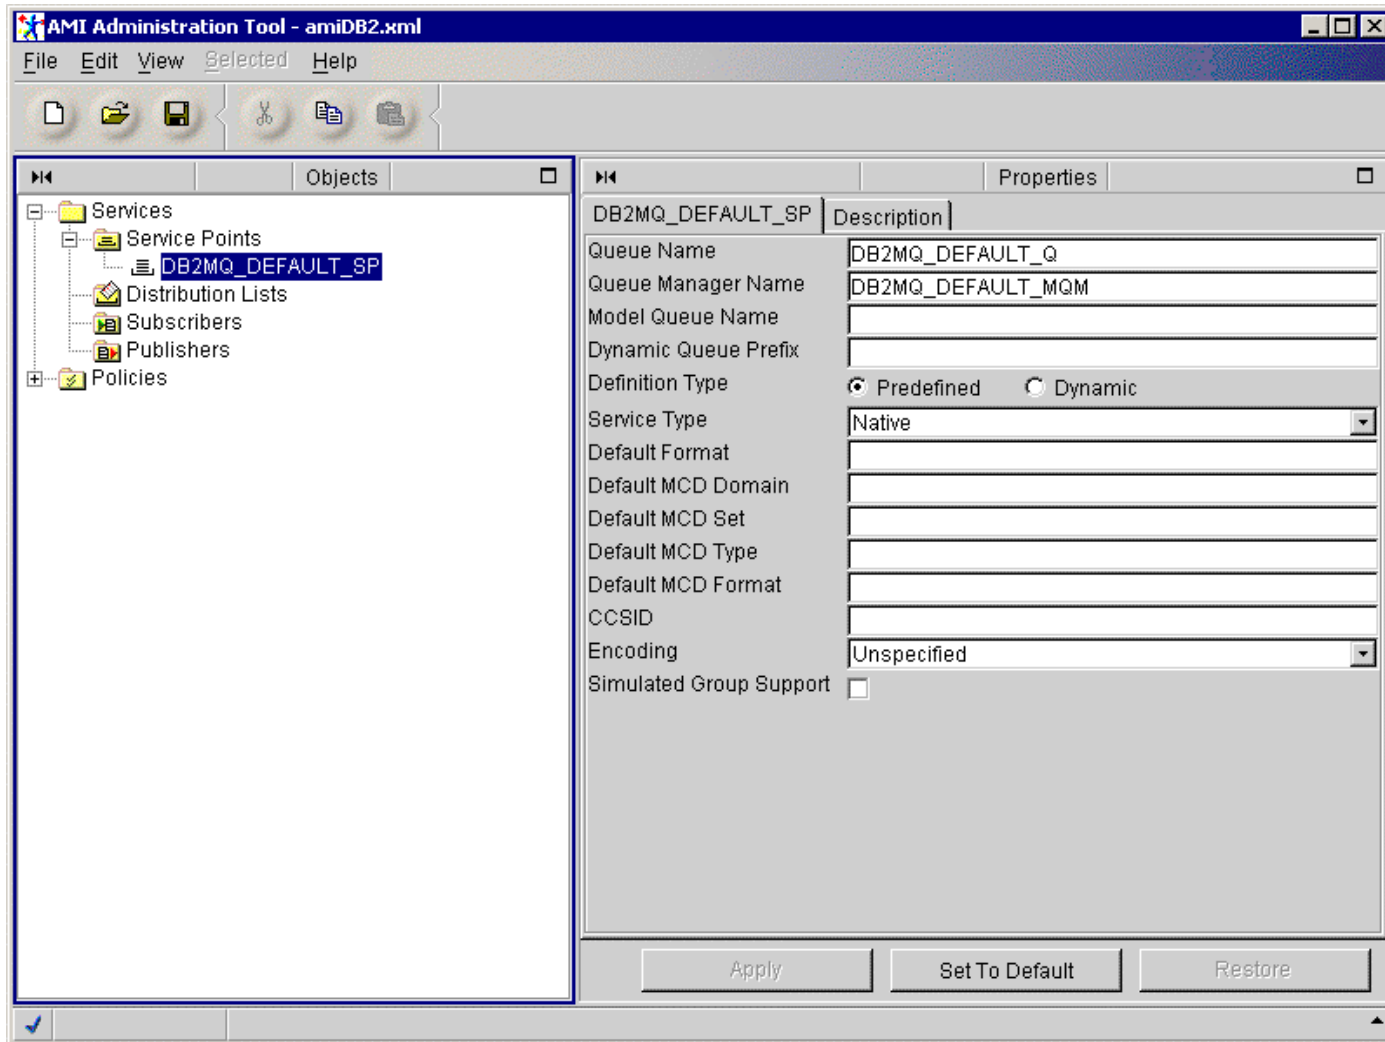 AMI Administration Tool - amiDB2.xml
File Edit View Selected Help
Objects
Services
Service Points
DB2MQ_DEFAULT_SP
Distribution Lists
Subscribers
Publishers
Policies
Properties
DB2MQ_DEFAULT_SP Description
Queue Name DB2MQ_DEFAULT_Q
Queue Manager Name DB2MQ_DEFAULT_MQM
Model Queue Name
Dynamic Queue Prefix
Definition Type Predefined Dynamic
Service Type Native
Default Format
Default MCD Domain
Default MCD Set
Default MCD Type
Default MCD Format
CCSID
Encoding Unspecified
Simulated Group Support
Apply Set To Default Restore